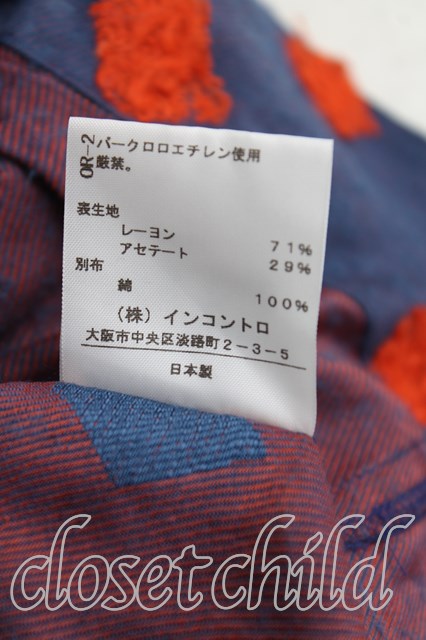 OR-2
パークロロエチレン使用
厳禁。
表生地
レーヨン 71%
アセテート 29%
別布
綿 100%
(株)インコントロ
大阪市中央区淡路町2-3-5
日本製
closet child